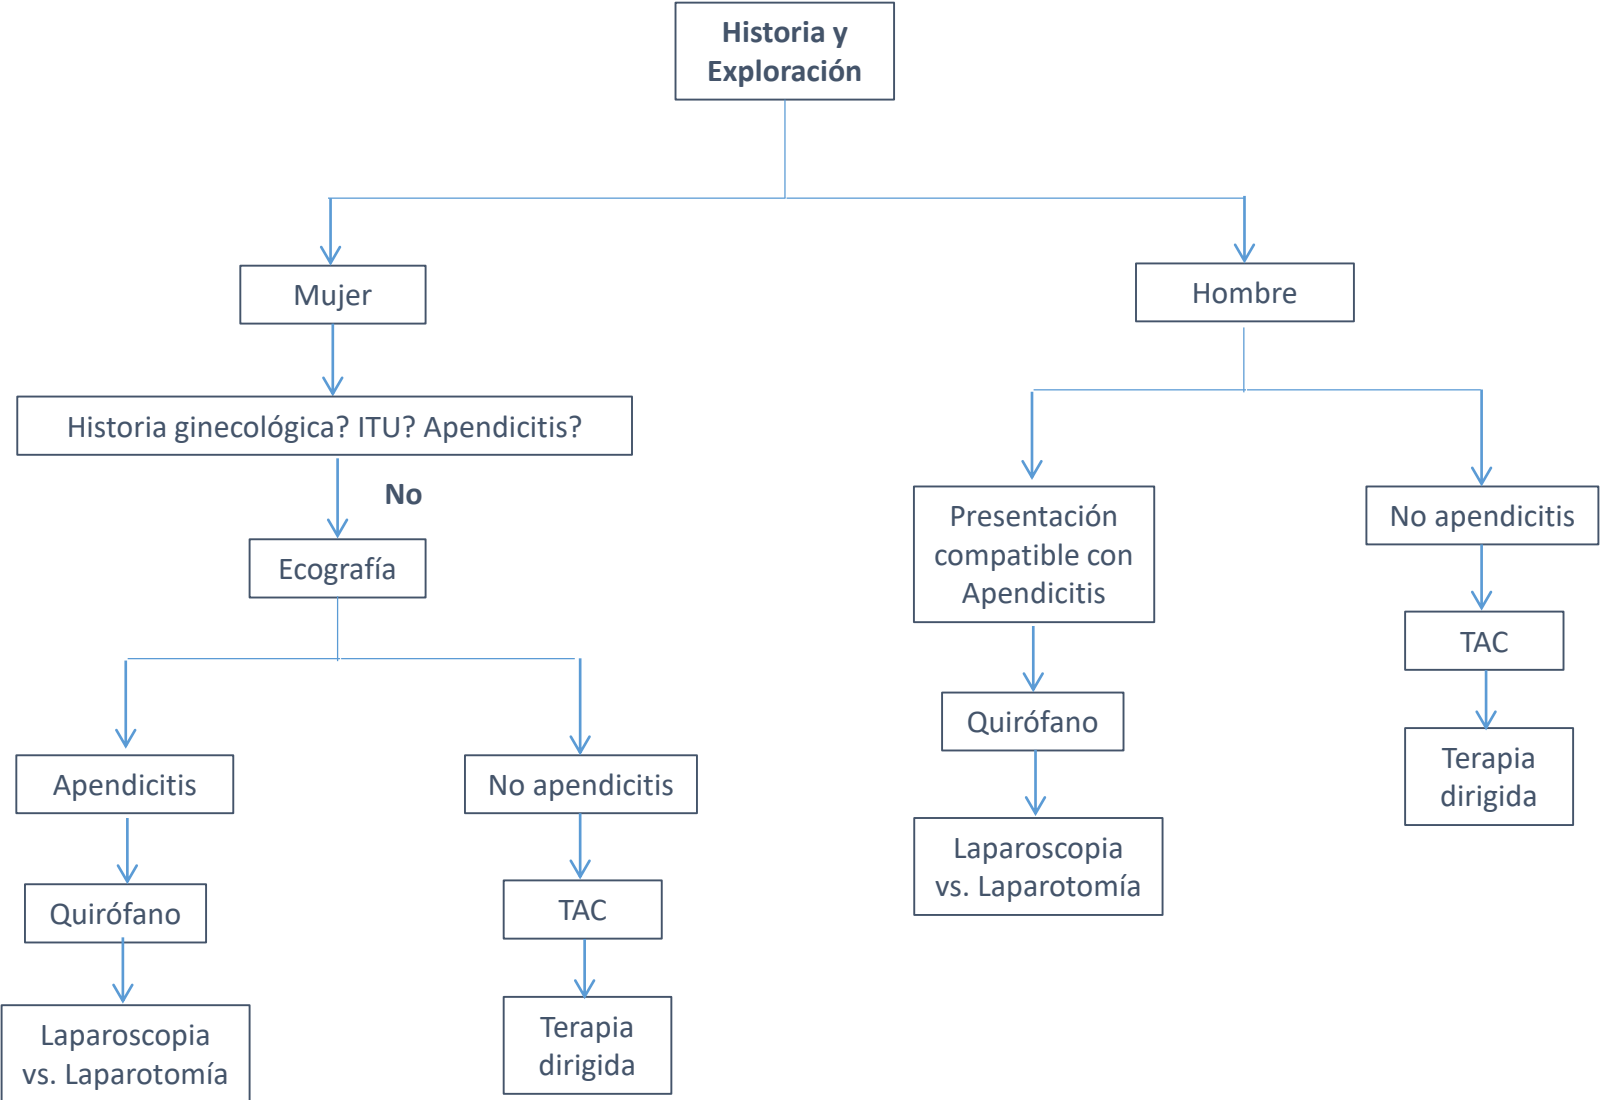 Historia y
Exploración
Mujer
Hombre
Historia ginecológica? ITU? Apendicitis?
No
Ecografía
Apendicitis
No apendicitis
Quirófano
TAC
Laparoscopia
vs. Laparotomía
Terapia
dirigida
Presentación
compatible con
Apendicitis
No apendicitis
Quirófano
TAC
Laparoscopia
vs. Laparotomía
Terapia
dirigida